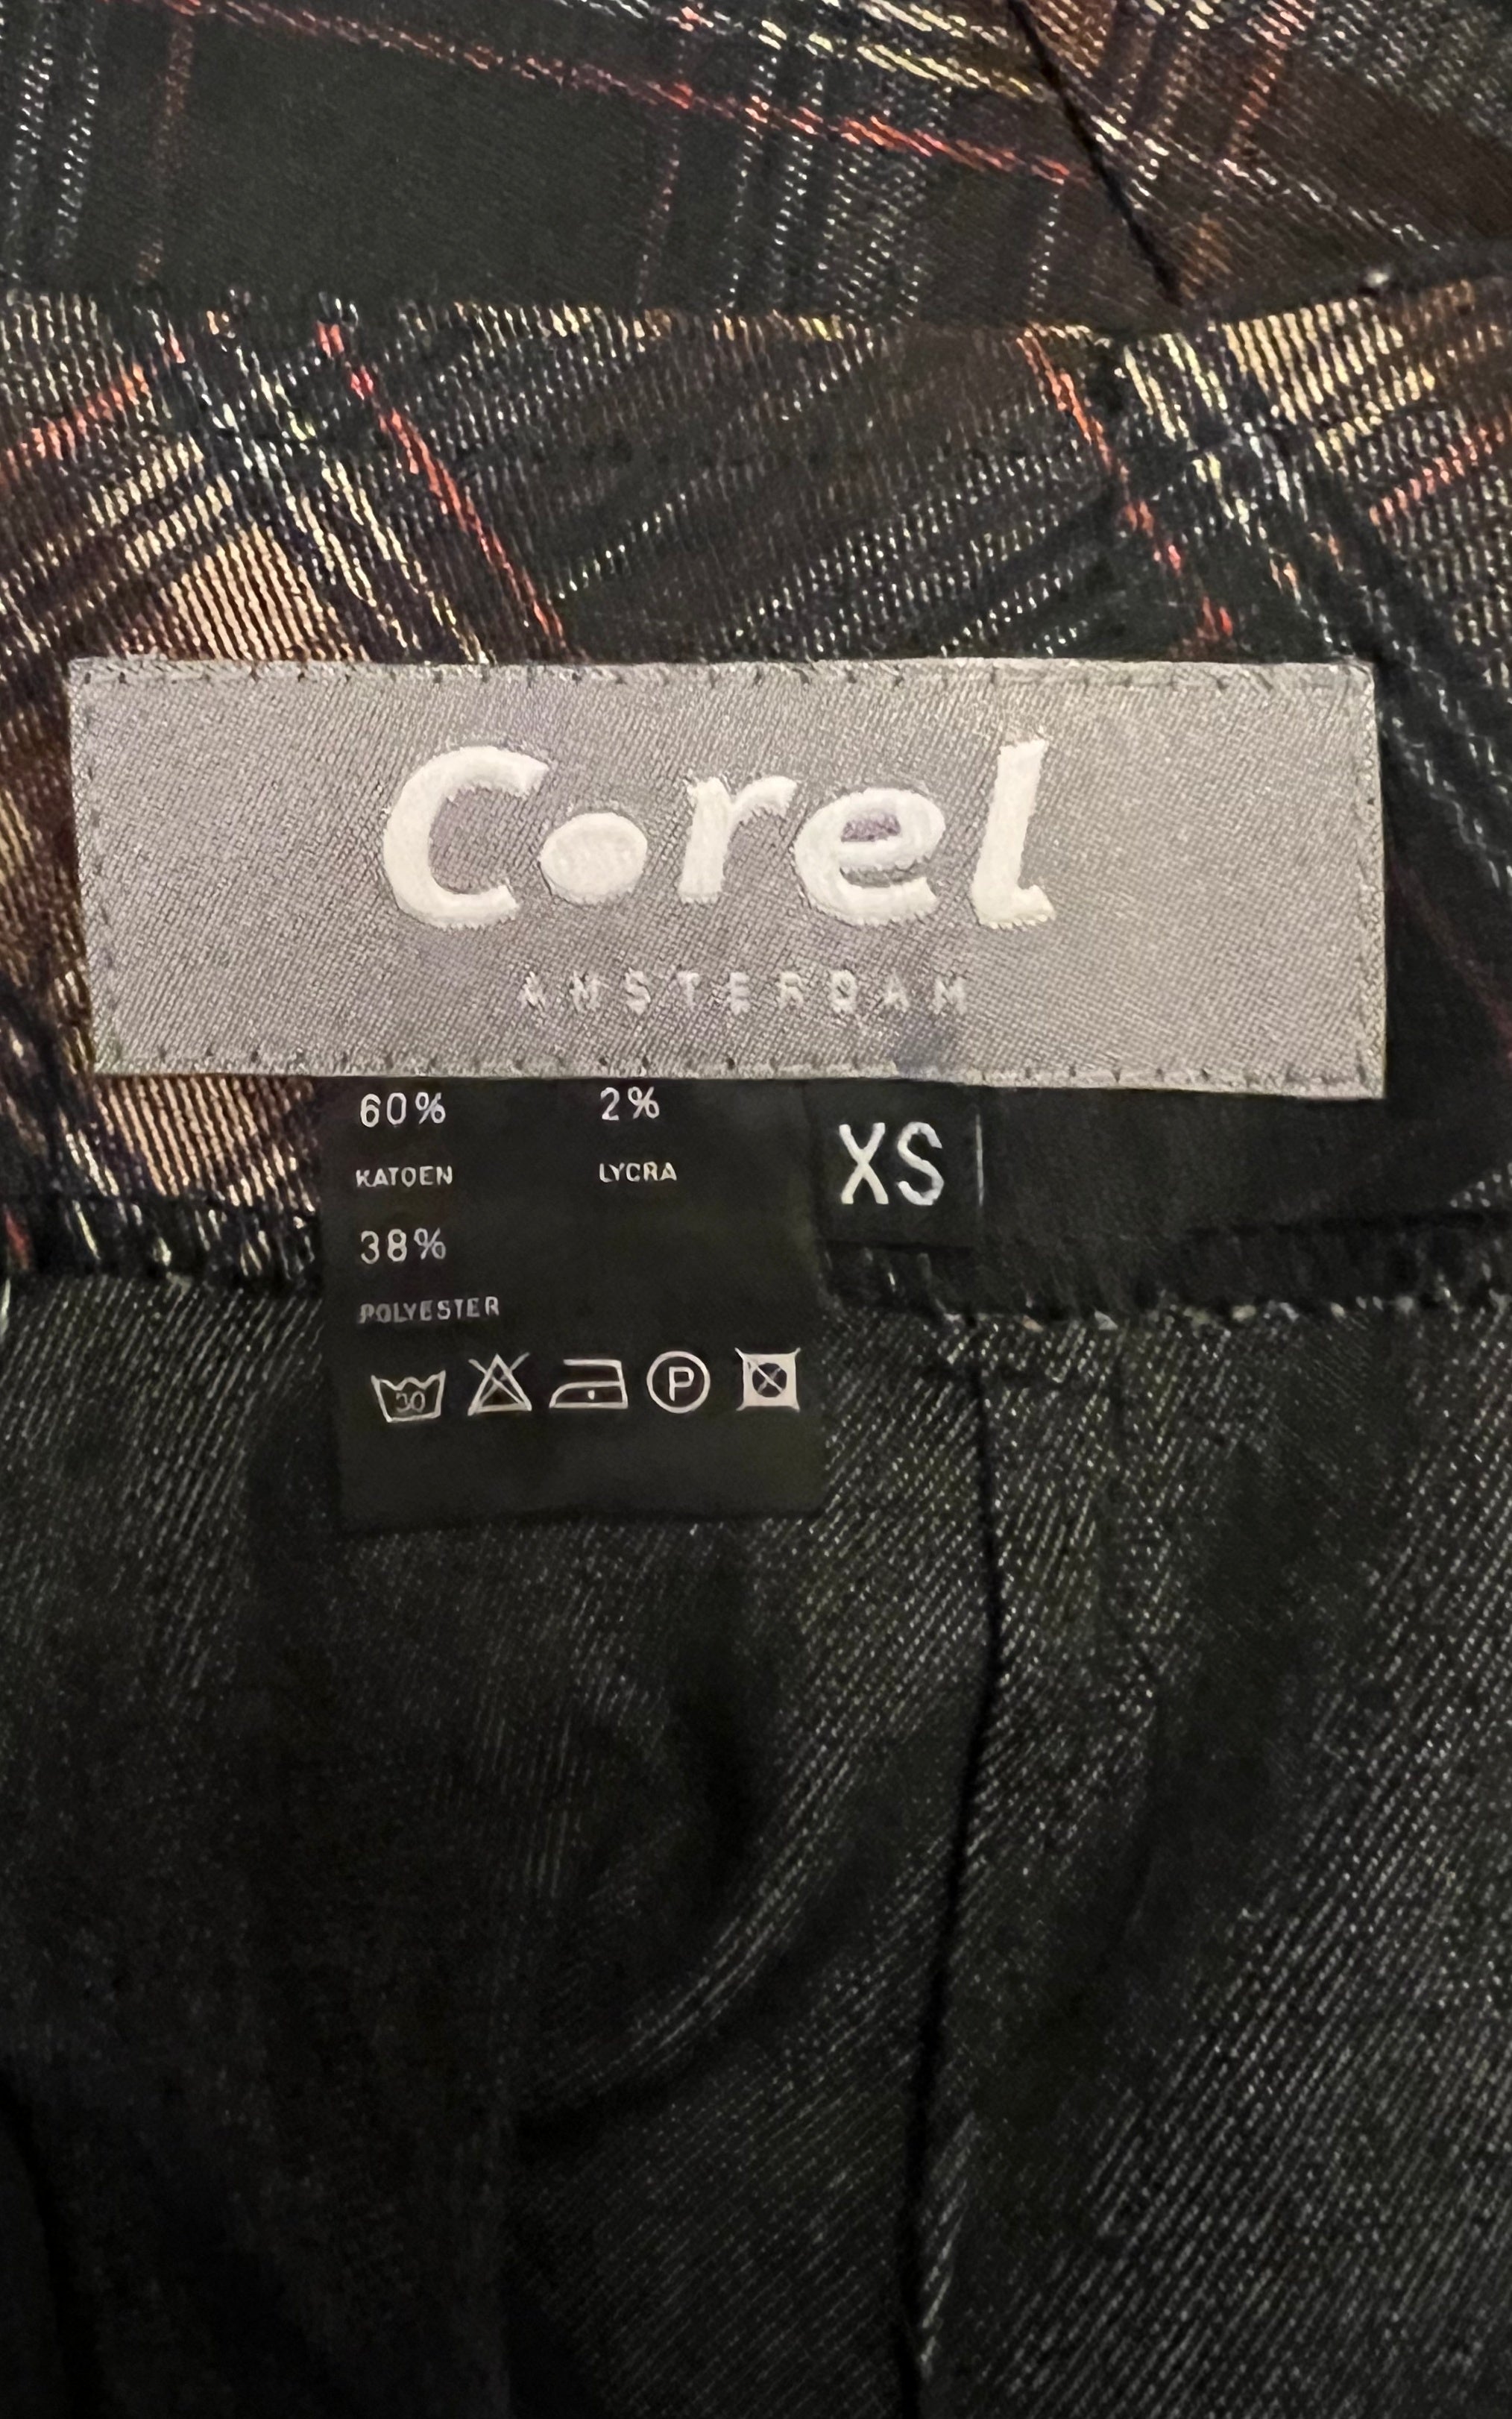 Corel
AMSTERDAM
60% 2%
KATOEN LYCRA
38%
POLYESTER
XS
30
P